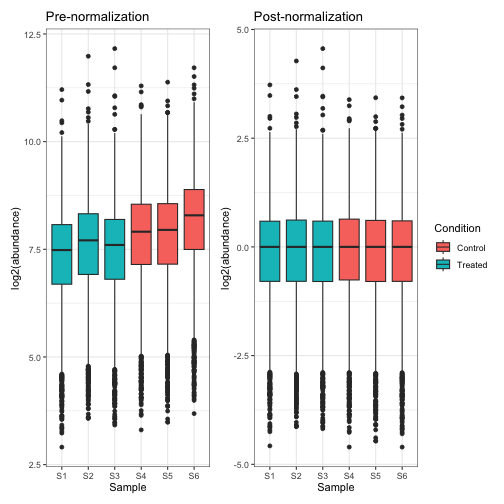 Pre-normalization
Post-normalization
log2(abundance)
12.5
10.0
7.5
5.0
2.5
S1 S2 S3 S4 S5 S6
Sample
log2(abundance)
5.0
2.5
0.0
-2.5
-5.0
S1 S2 S3 S4 S5 S6
Sample
Condition
Control
Treated